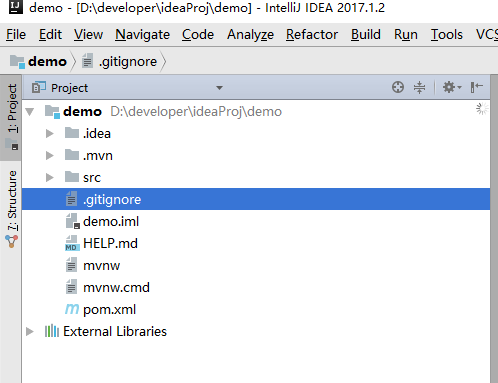 demo - [D:\developer\ideaProj\demo] - IntelliJ IDEA 2017.1.2
File Edit View Navigate Code Analyze Refactor Build Run Tools VCS
demo .gitignore
Project
1: Project
7: Structure
demo D:\developer\ideaProj\demo
.idea
.mvn
src
.gitignore
demo.iml
HELP.md
mvnw
mvnw.cmd
pom.xml
External Libraries